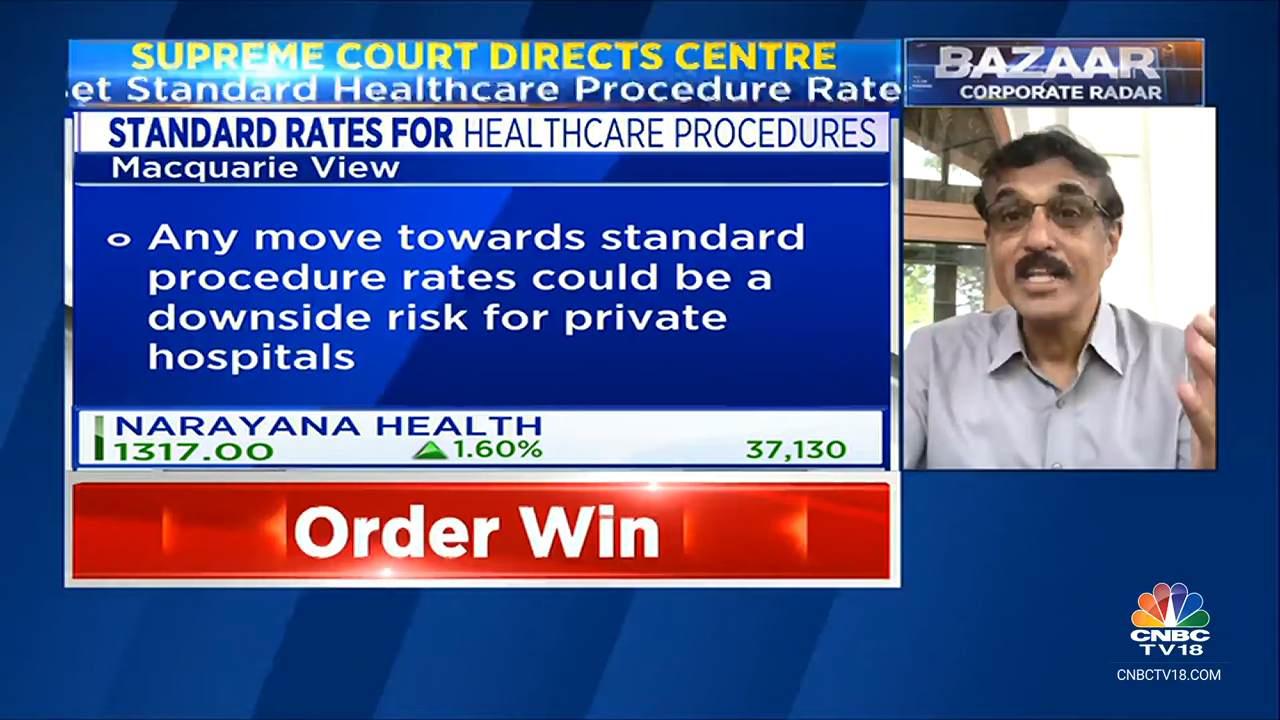 SUPREME COURT DIRECTS CENTRE
et Standard Healthcare Procedure Rate
BAZAAR
CORPORATE RADAR
STANDARD RATES FOR HEALTHCARE PROCEDURES
Macquarie View
Any move towards standard
procedure rates could be a
downside risk for private
hospitals
NARAYANA HEALTH
1317.00 1.60% 37,130
Order Win
CNBC
TV18
CNBCTV18.COM